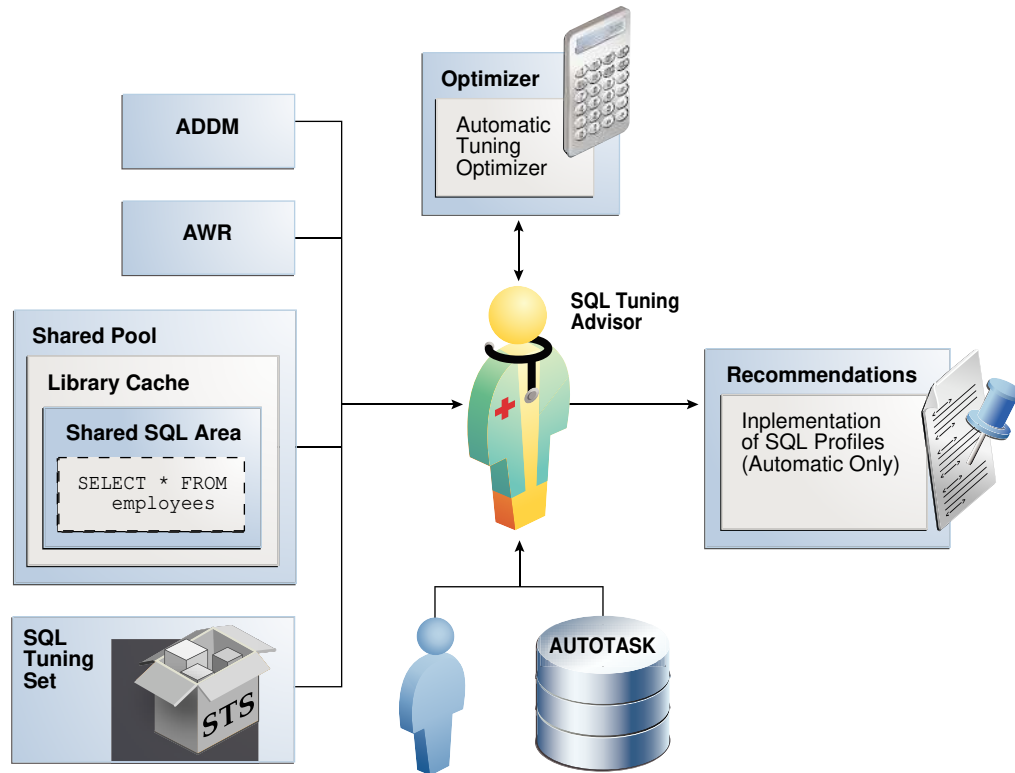 ADDM
AWR
Shared Pool
Library Cache
Shared SQL Area
SELECT * FROM
employees
SQL
Tuning
Set
STS
Optimizer
Automatic
Tuning
Optimizer
SQL Tuning
Advisor
AUTOTASK
Recommendations
Inplementation
of SQL Profiles
(Automatic Only)